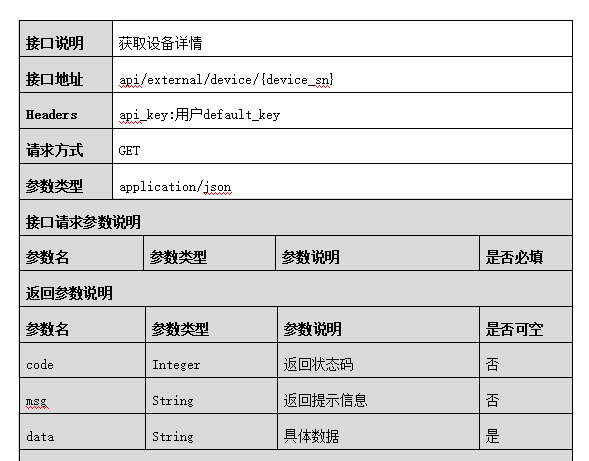 接口说明 获取设备详情
接口地址 api/external/device/{device_sn}
Headers api_key:用户default_key
请求方式 GET
参数类型 application/json
接口请求参数说明
参数名 参数类型 参数说明 是否必填
返回参数说明
参数名 参数类型 参数说明 是否可空
code Integer 返回状态码 否
msg String 返回提示信息 否
data String 具体数据 是